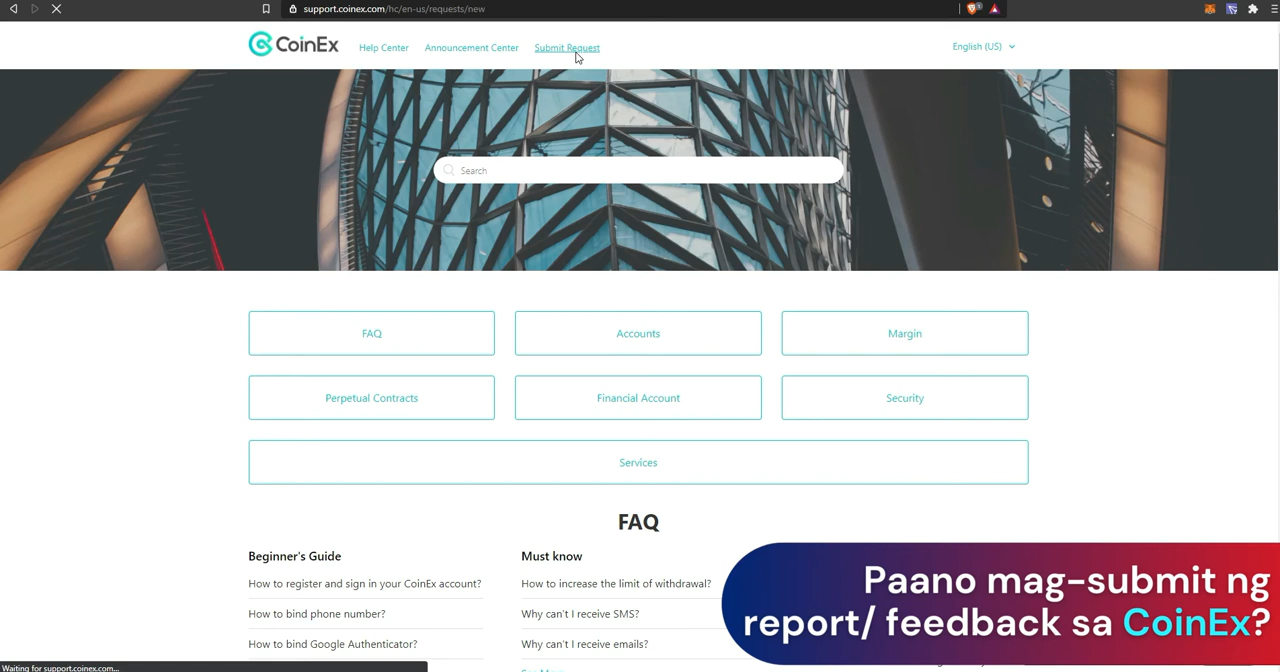 support.coinex.com/hc/en-us/requests/new
CoinEx
Help Center
Announcement Center
Submit Request
English (US)
Search
FAQ
Accounts
Margin
Perpetual Contracts
Financial Account
Security
Services
FAQ
Beginner's Guide
How to register and sign in your CoinEx account?
How to bind phone number?
How to bind Google Authenticator?
Must know
How to increase the limit of withdrawal?
Why can't I receive SMS?
Why can't I receive emails?
Paano mag-submit ng
report/ feedback sa CoinEx?
Waiting for support.coinex.com...